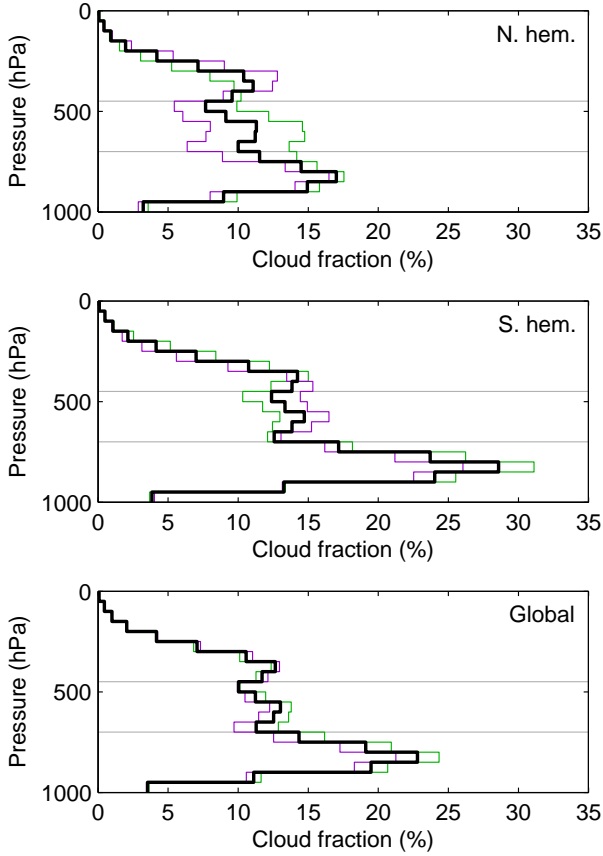 N. hem.
Pressure (hPa)
0
500
1000
0 5 10 15 20 25 30 35
Cloud fraction (%)
S. hem.
Pressure (hPa)
0
500
1000
0 5 10 15 20 25 30 35
Cloud fraction (%)
Global
Pressure (hPa)
0
500
1000
0 5 10 15 20 25 30 35
Cloud fraction (%)